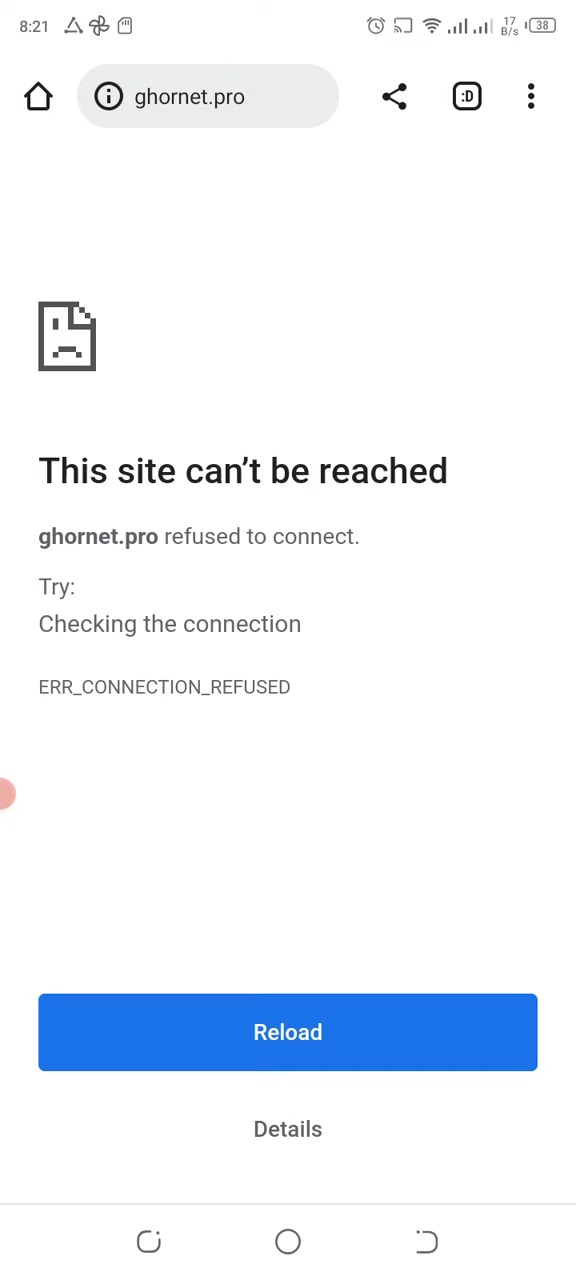 8:21
17
B/s
38
ghornet.pro
:D
This site can’t be reached
ghornet.pro refused to connect.
Try:
Checking the connection
ERR_CONNECTION_REFUSED
Reload
Details